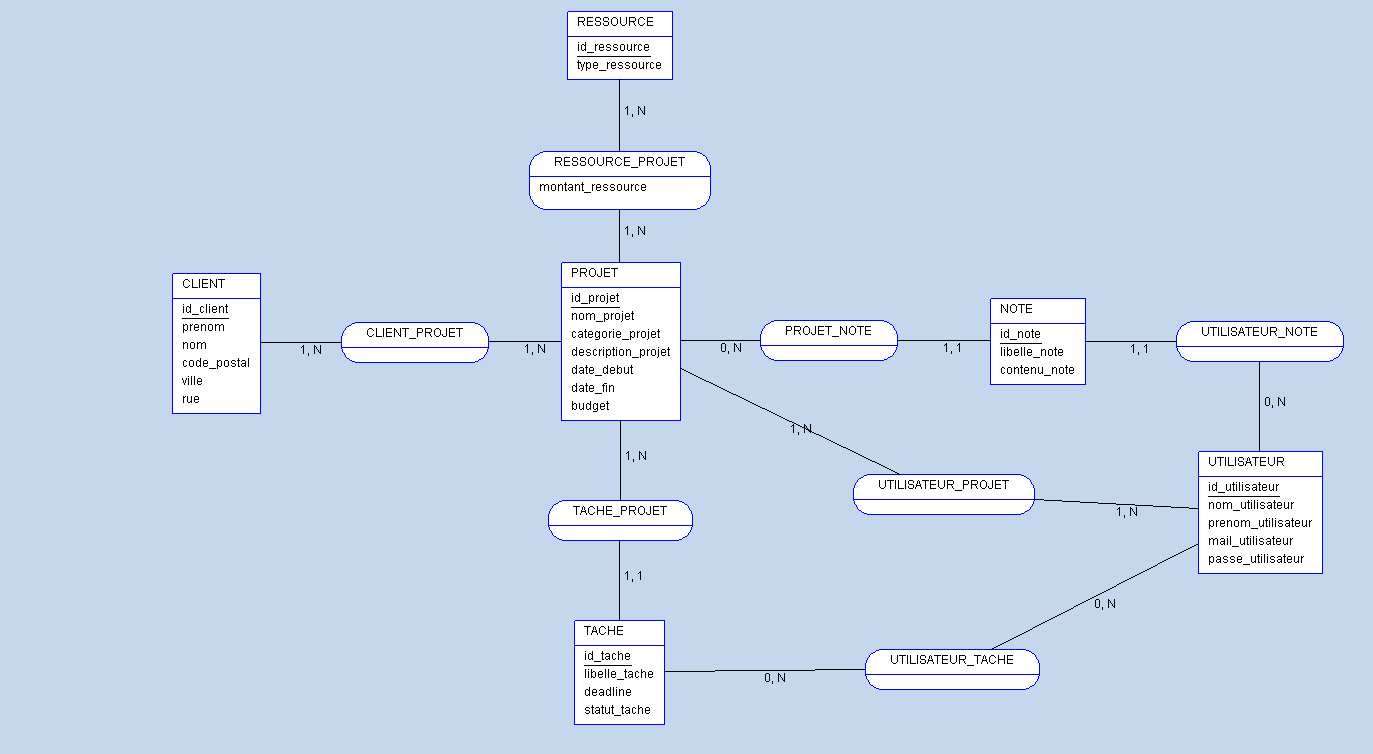 RESSOURCE
id_ressource
type_ressource
1, N
RESSOURCE_PROJET
montant_ressource
1, N
CLIENT
id_client
prenom
nom
code_postal
ville
rue
1, N
CLIENT_PROJET
1, N
PROJET
id_projet
nom_projet
categorie_projet
description_projet
date_debut
date_fin
budget
0, N
PROJET_NOTE
1, 1
NOTE
id_note
libelle_note
contenu_note
1, 1
UTILISATEUR_NOTE
0, N
1, N
UTILISATEUR_PROJET
1, N
UTILISATEUR
id_utilisateur
nom_utilisateur
prenom_utilisateur
mail_utilisateur
passe_utilisateur
1, N
TACHE_PROJET
1, 1
TACHE
id_tache
libelle_tache
deadline
statut_tache
0, N
UTILISATEUR_TACHE
0, N